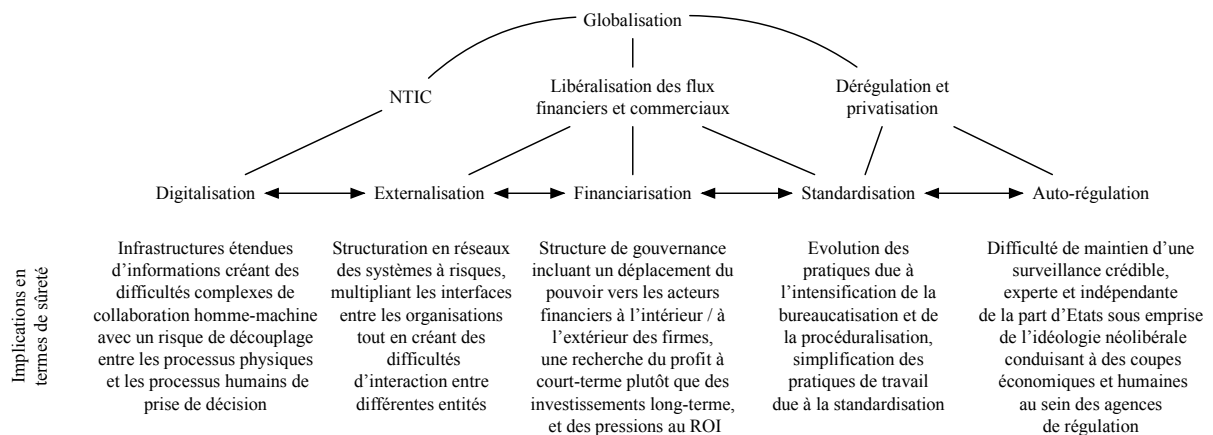 Globalisation
NTIC
Libéralisation des flux
financiers et commerciaux
Dérégulation et
privatisation
Digitalisation
Externalisation
Financiarisation
Standardisation
Auto-régulation
Implications en
termes de sûreté
Infrastructures étendues
d’informations créant des
difficultés complexes de
collaboration homme-machine
avec un risque de découplage
entre les processus physiques
et les processus humains de
prise de décision
Structuration en réseaux
des systèmes à risques,
multipliant les interfaces
entre les organisations
tout en créant des
difficultés
d’interaction entre
différentes entités
Structure de gouvernance
incluant un déplacement du
pouvoir vers les acteurs
financiers à l’intérieur / à
l’extérieur des firmes,
une recherche du profit à
court-terme plutôt que des
investissements long-terme,
et des pressions au ROI
Evolution des
pratiques due à
l’intensification de la
bureaucatisation et de
la procéduralisation,
simplification des
pratiques de travail
due à la standardisation
Difficulté de maintien d’une
surveillance crédible,
experte et indépendante
de la part d’Etats sous emprise
de l’idéologie néolibérale
conduisant à des coupes
économiques et humaines
au sein des agences
de régulation